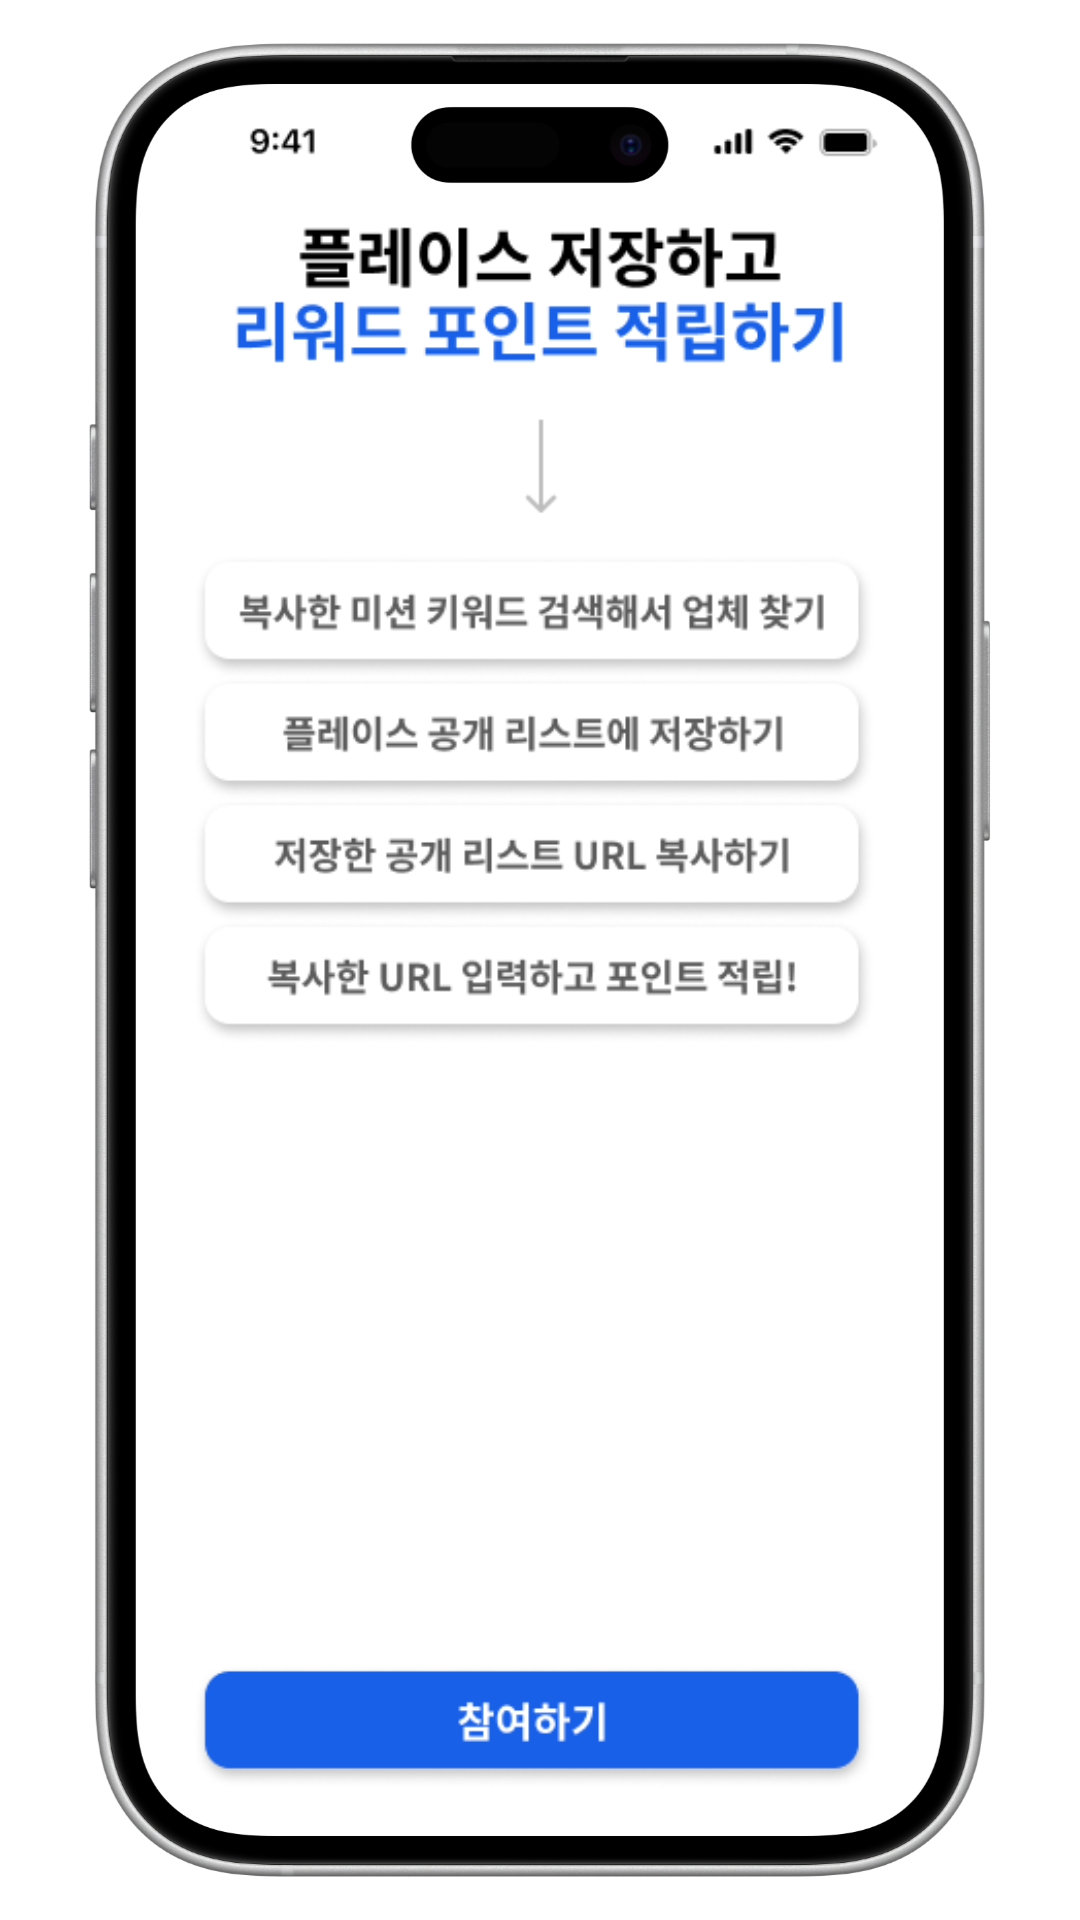 9:41
플레이스 저장하고
리워드 포인트 적립하기
복사한 미션 키워드 검색해서 업체 찾기
플레이스 공개 리스트에 저장하기
저장한 공개 리스트 URL 복사하기
복사한 URL 입력하고 포인트 적립!
참여하기